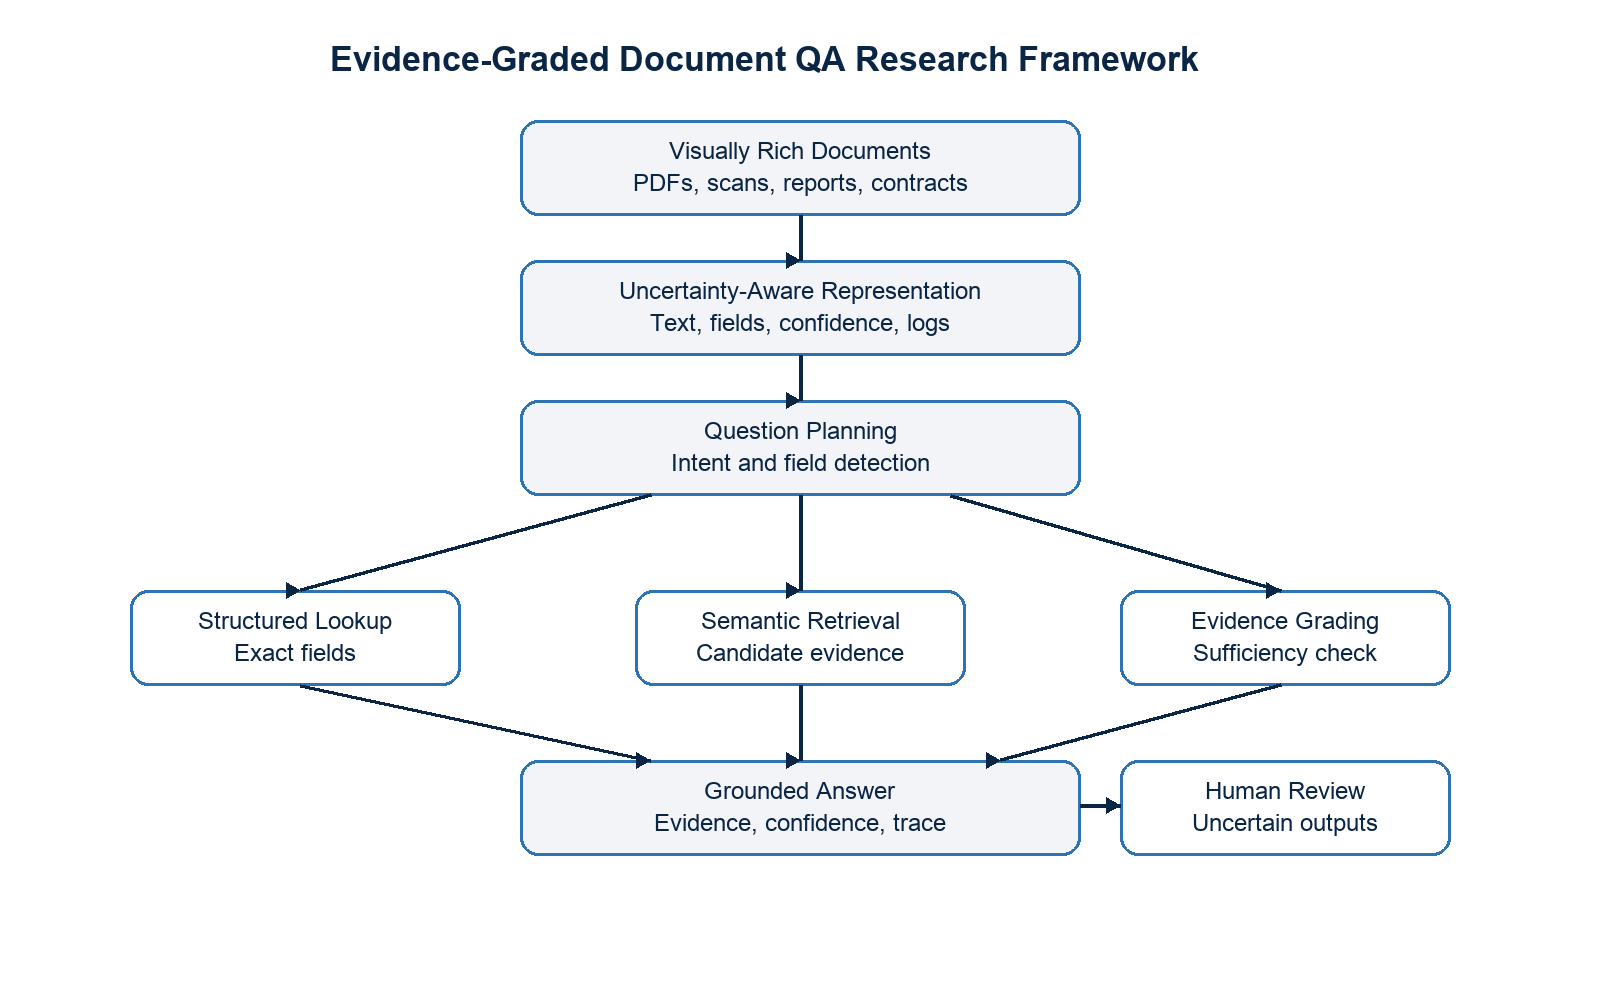 Evidence-Graded Document QA Research Framework
Visually Rich Documents
PDFs, scans, reports, contracts
Uncertainty-Aware Representation
Text, fields, confidence, logs
Question Planning
Intent and field detection
Structured Lookup
Exact fields
Semantic Retrieval
Candidate evidence
Evidence Grading
Sufficiency check
Grounded Answer
Evidence, confidence, trace
Human Review
Uncertain outputs